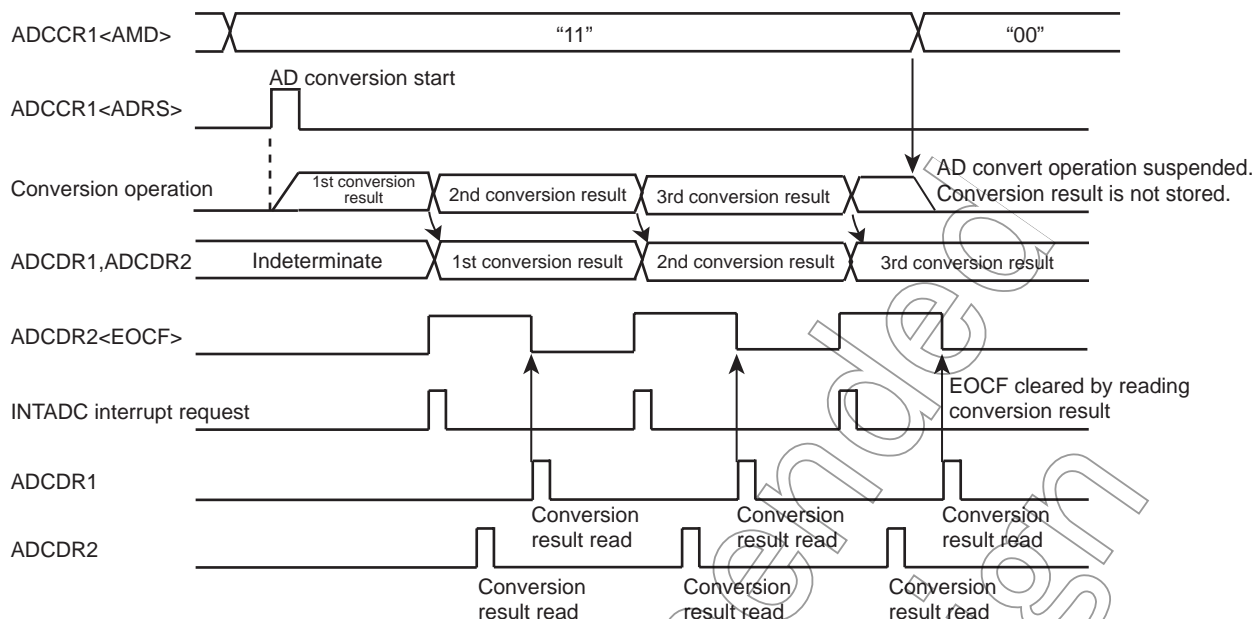 ADCCR1<AMD>
“11”
“00”
AD conversion start
ADCCR1<ADRS>
AD convert operation suspended.
Conversion result is not stored.
Conversion operation
1st conversion
result
2nd conversion result
3rd conversion result
ADCDR1,ADCDR2
Indeterminate
1st conversion result
2nd conversion result
3rd conversion result
ADCDR2<EOCF>
EOCF cleared by reading
conversion result
INTADC interrupt request
ADCDR1
Conversion
result read
Conversion
result read
Conversion
result read
ADCDR2
Conversion
result read
Conversion
result read
Conversion
result read